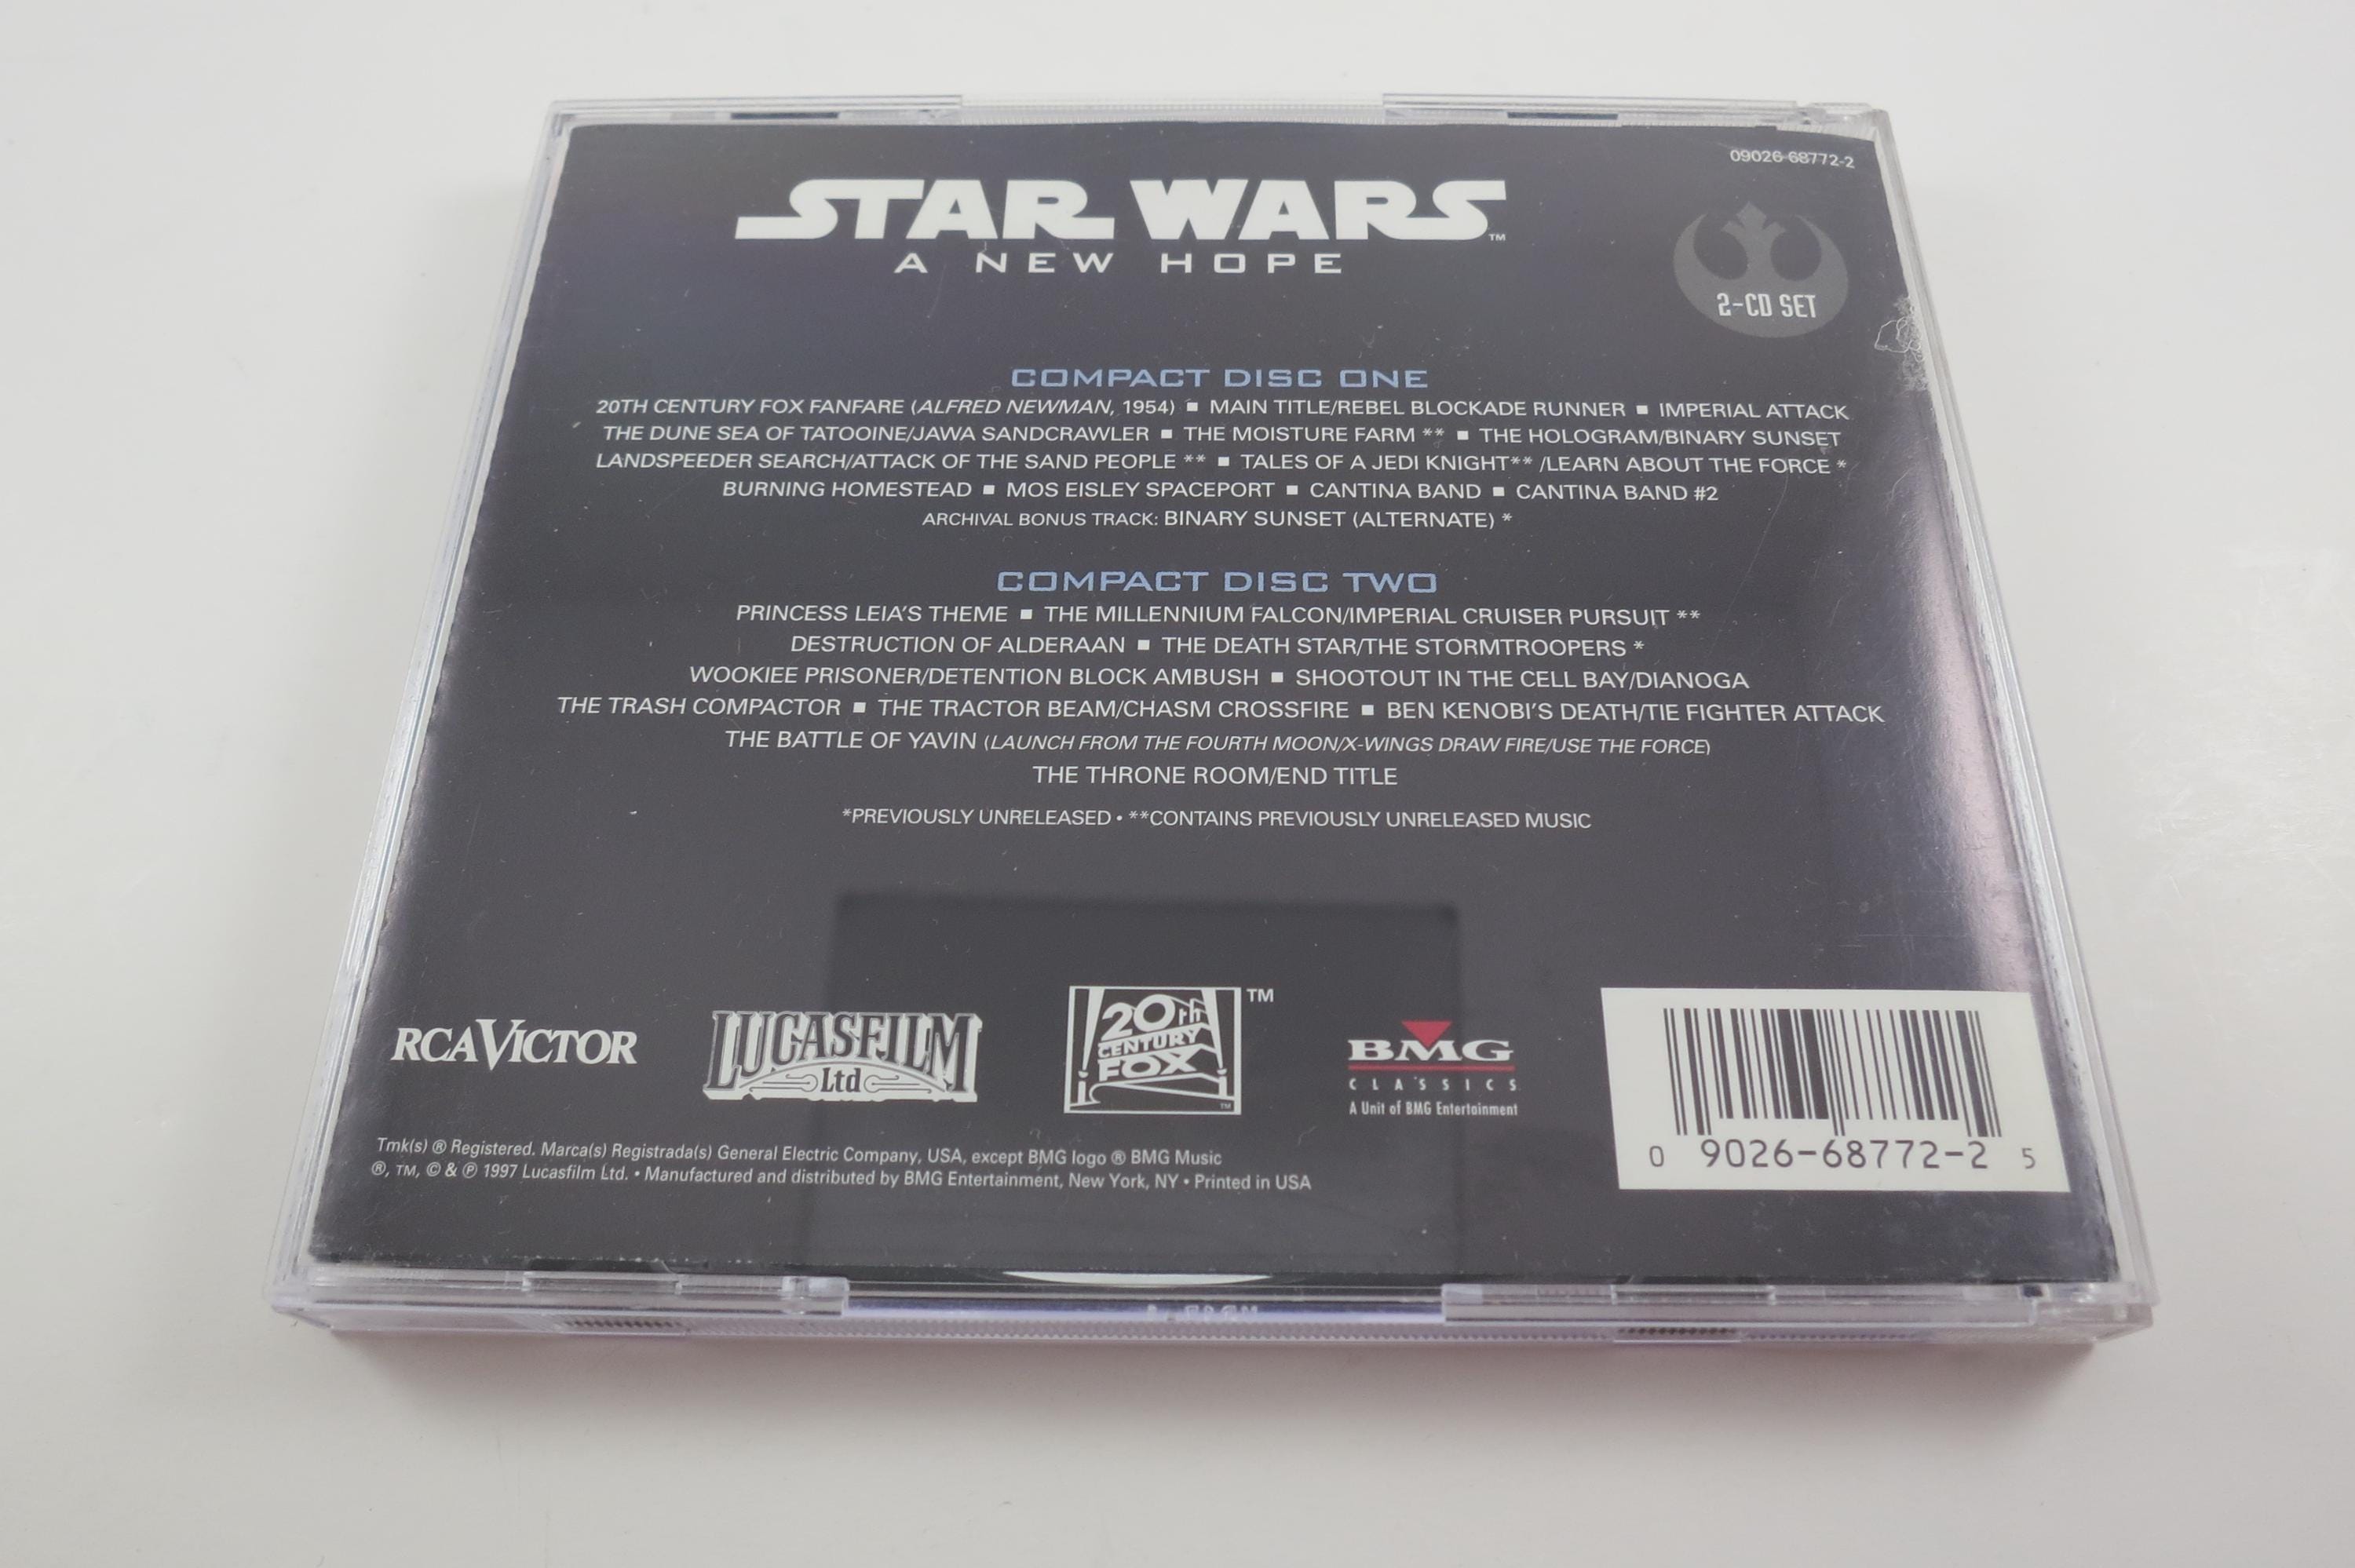 09026-68772-2
STAR WARS™
A NEW HOPE
2-CD SET
COMPACT DISC ONE
20TH CENTURY FOX FANFARE (ALFRED NEWMAN, 1954) ■ MAIN TITLE/REBEL BLOCKADE RUNNER ■ IMPERIAL ATTACK
THE DUNE SEA OF TATOOINE/JAWA SANDCRAWLER ■ THE MOISTURE FARM ** ■ THE HOLOGRAM/BINARY SUNSET
LANDSPEEDER SEARCH/ATTACK OF THE SAND PEOPLE ** ■ TALES OF A JEDI KNIGHT** /LEARN ABOUT THE FORCE *
BURNING HOMESTEAD ■ MOS EISLEY SPACEPORT ■ CANTINA BAND ■ CANTINA BAND #2
ARCHIVAL BONUS TRACK: BINARY SUNSET (ALTERNATE) *
COMPACT DISC TWO
PRINCESS LEIA'S THEME ■ THE MILLENNIUM FALCON/IMPERIAL CRUISER PURSUIT **
DESTRUCTION OF ALDERAAN ■ THE DEATH STAR/THE STORMTROOPERS *
WOOKIEE PRISONER/DETENTION BLOCK AMBUSH ■ SHOOTOUT IN THE CELL BAY/DIANOGA
THE TRASH COMPACTOR ■ THE TRACTOR BEAM/CHASM CROSSFIRE ■ BEN KENOBI'S DEATH/TIE FIGHTER ATTACK
THE BATTLE OF YAVIN (LAUNCH FROM THE FOURTH MOON/X-WINGS DRAW FIRE/USE THE FORCE)
THE THRONE ROOM/END TITLE
*PREVIOUSLY UNRELEASED • **CONTAINS PREVIOUSLY UNRELEASED MUSIC
RCA VICTOR
LUCASFILM
Ltd
20th
CENTURY
FOX
TM
TM
BMG
CLASSICS
A Unit of BMG Entertainment
0 9026-68772-2 5
Tmk(s) ® Registered. Marca(s) Registrada(s) General Electric Company, USA, except BMG logo ® BMG Music
®, TM, © & ℗ 1997 Lucasfilm Ltd. • Manufactured and distributed by BMG Entertainment, New York, NY • Printed in USA